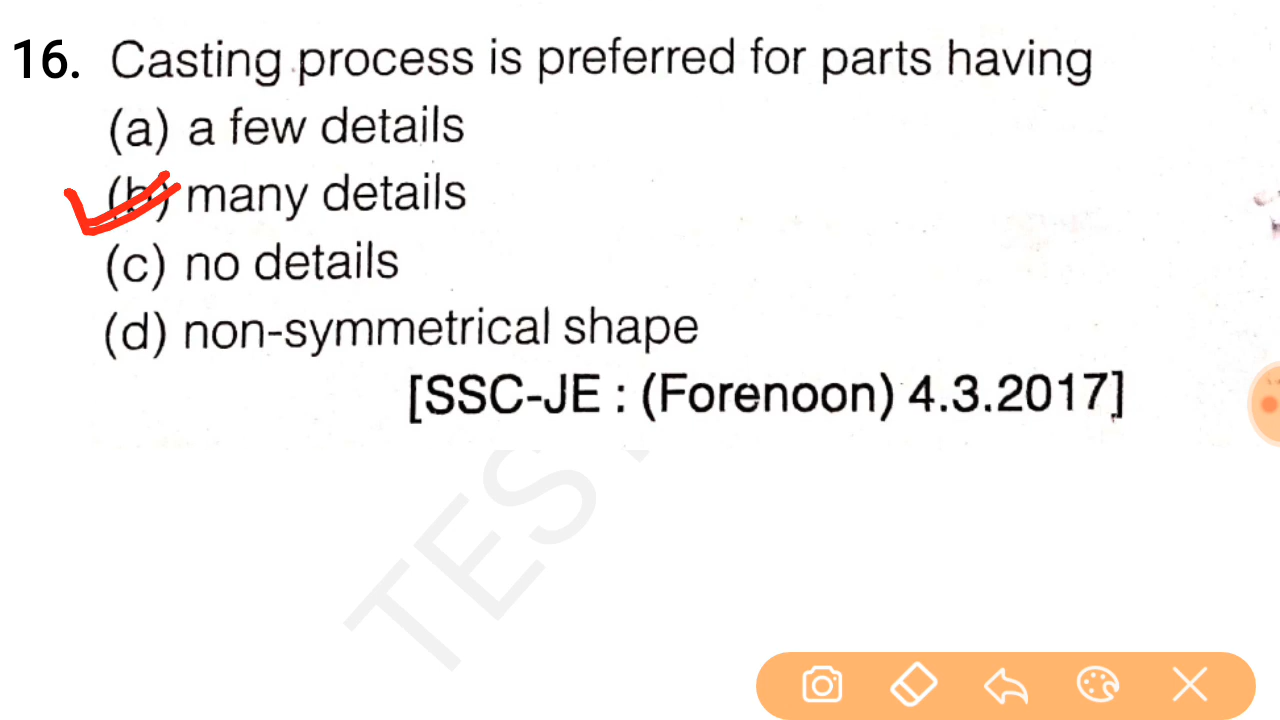 16. Casting process is preferred for parts having
(a) a few details
(b) many details
(c) no details
(d) non-symmetrical shape
[SSC-JE : (Forenoon) 4.3.2017]
TES